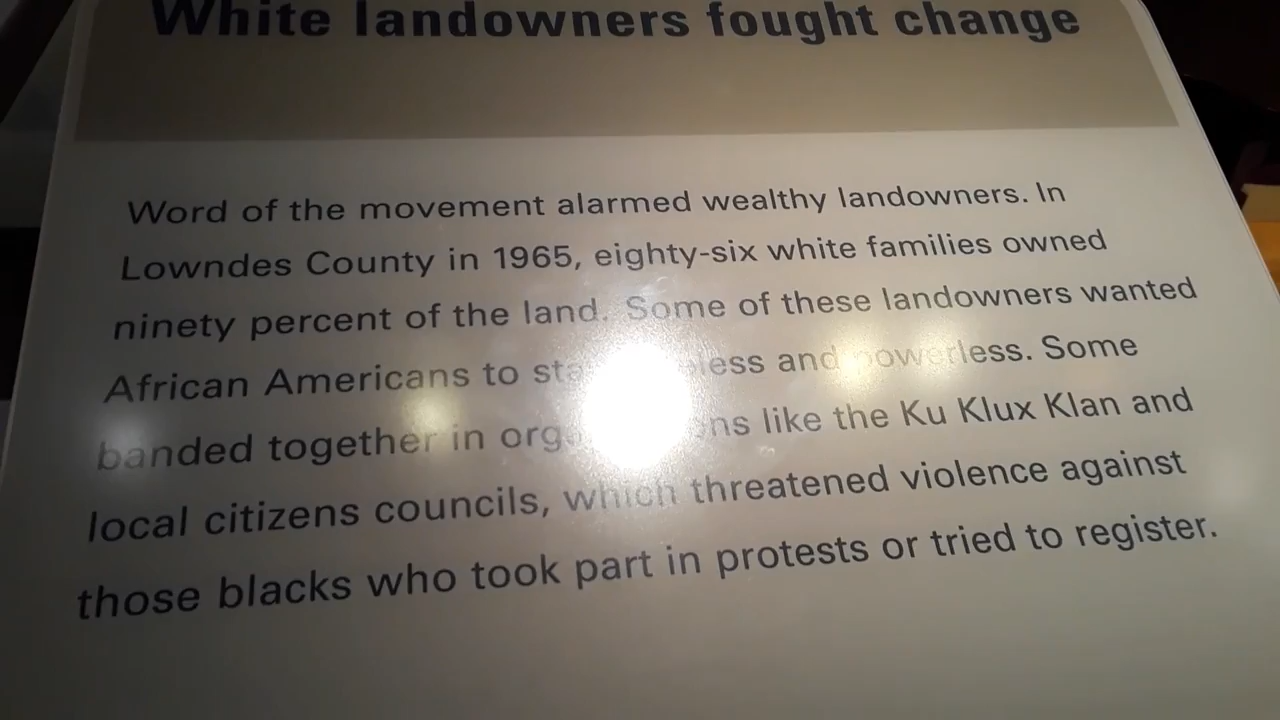 White landowners fought change
Word of the movement alarmed wealthy landowners. In
Lowndes County in 1965, eighty-six white families owned
ninety percent of the land. Some of these landowners wanted
African Americans to and powerless. Some
banded together in like the Ku Klux Klan and
local citizens councils, which threatened violence against
those blacks who took part in protests or tried to register.